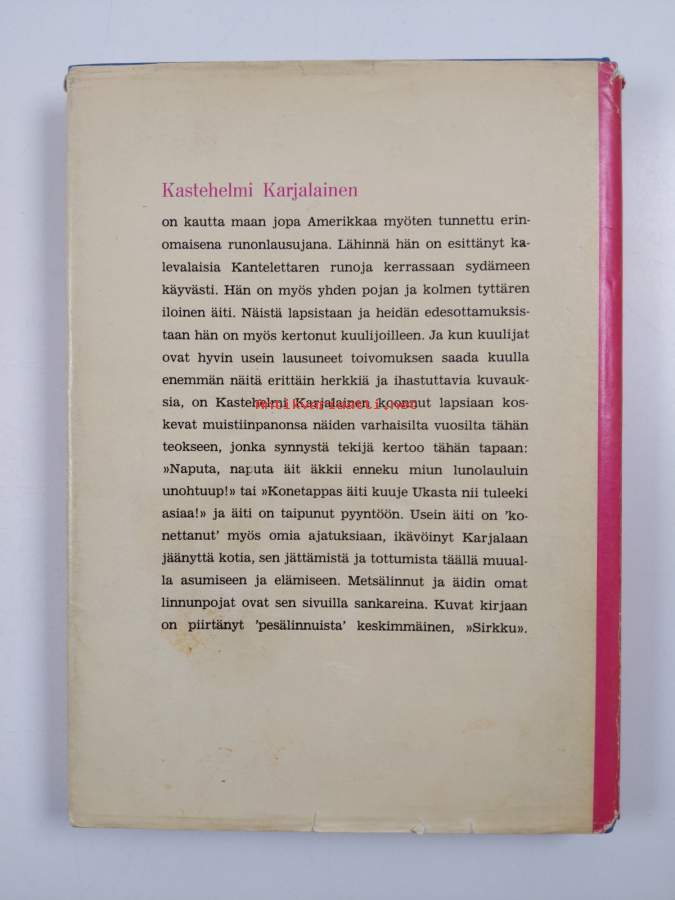 Kastehelmi Karjalainen
on kautta maan jopa Amerikkaa myöten tunnettu erin-
omaisena runonlausujana. Lähinnä hän on esittänyt ka-
levalaisia Kantelettaren runoja kerrassaan sydämeen
käyvästi. Hän on myös yhden pojan ja kolmen tyttären
iloinen äiti. Näistä lapsistaan ja heidän edesottamuksis-
taan hän on myös kertonut kuulijoilleen. Ja kun kuulijat
ovat hyvin usein lausuneet toivomuksen saada kuulla
enemmän näitä erittäin herkkiä ja ihastuttavia kuvauk-
sia, on Kastehelmi Karjalainen koonnut lapsiaan kos-
Antikvariaatti.net
kevat muistiinpanonsa näiden varhaisilta vuosilta tähän
teokseen, jonka synnystä tekijä kertoo tähän tapaan:
»Naputa, naputa äit äkkii enneku miun lunolauluin
unohtuup!» tai »Konetappas äiti kuuje Ukasta nii tuleeki
asiaa!» ja äiti on taipunut pyyntöön. Usein äiti on 'ko-
nettanut' myös omia ajatuksiaan, ikävöinyt Karjalaan
jäänyttä kotia, sen jättämistä ja tottumista täällä muual-
la asumiseen ja elämiseen. Metsälinnut ja äidin omat
linnunpojat ovat sen sivuilla sankareina. Kuvat kirjaan
on piirtänyt 'pesälinnuista' keskimmäinen, »Sirkku».